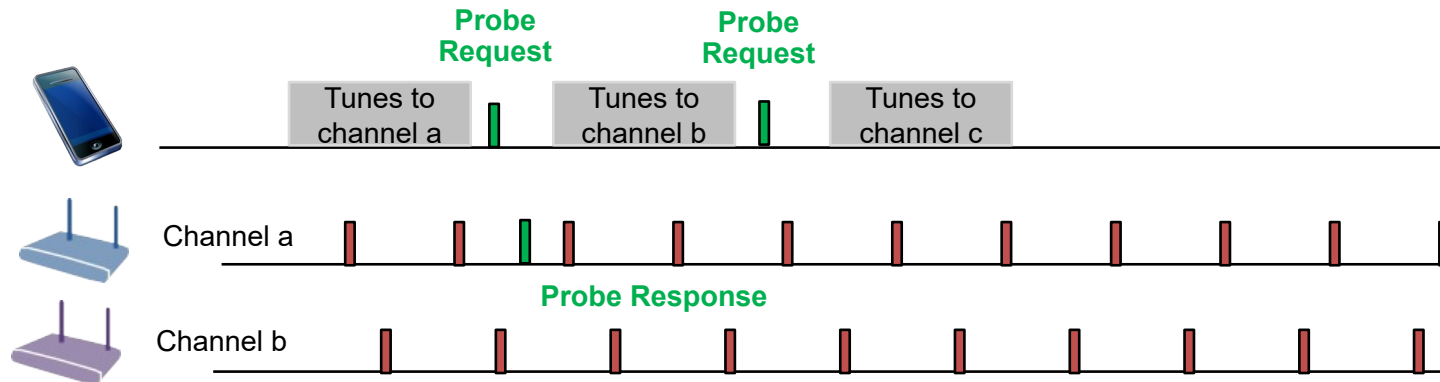 Probe
Request
Probe
Request
Tunes to
channel a
Tunes to
channel b
Tunes to
channel c
Channel a
Probe Response
Channel b